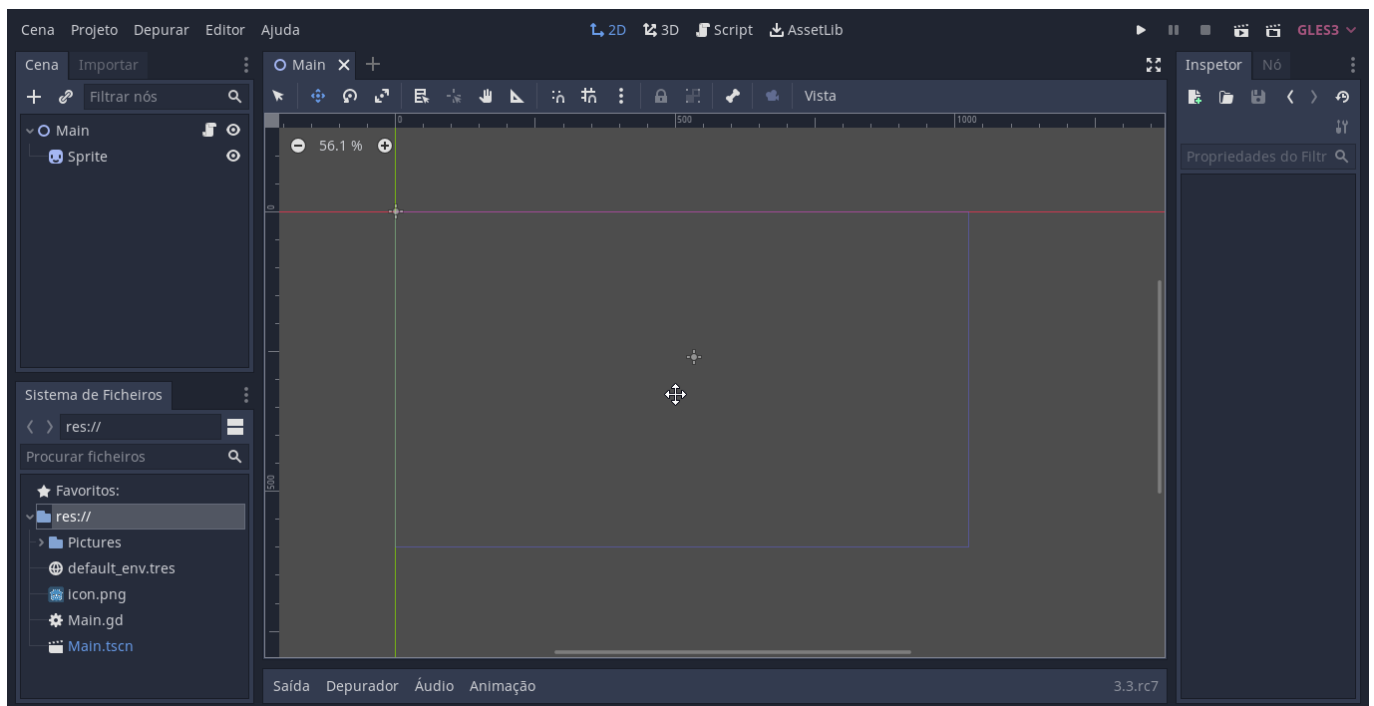 Cena Projeto Depurar Editor Ajuda 2D 3D Script AssetLib GLES3
Cena Importar
Filtrar nós
Main
Sprite
Sistema de Ficheiros
res://
Procurar ficheiros
Favoritos:
res://
Pictures
default_env.tres
icon.png
Main.gd
Main.tscn
Main
Vista
0 500 1000
56.1 %
0
500
Saída Depurador Áudio Animação 3.3.rc7
Inspetor Nó
Propriedades do Filtr